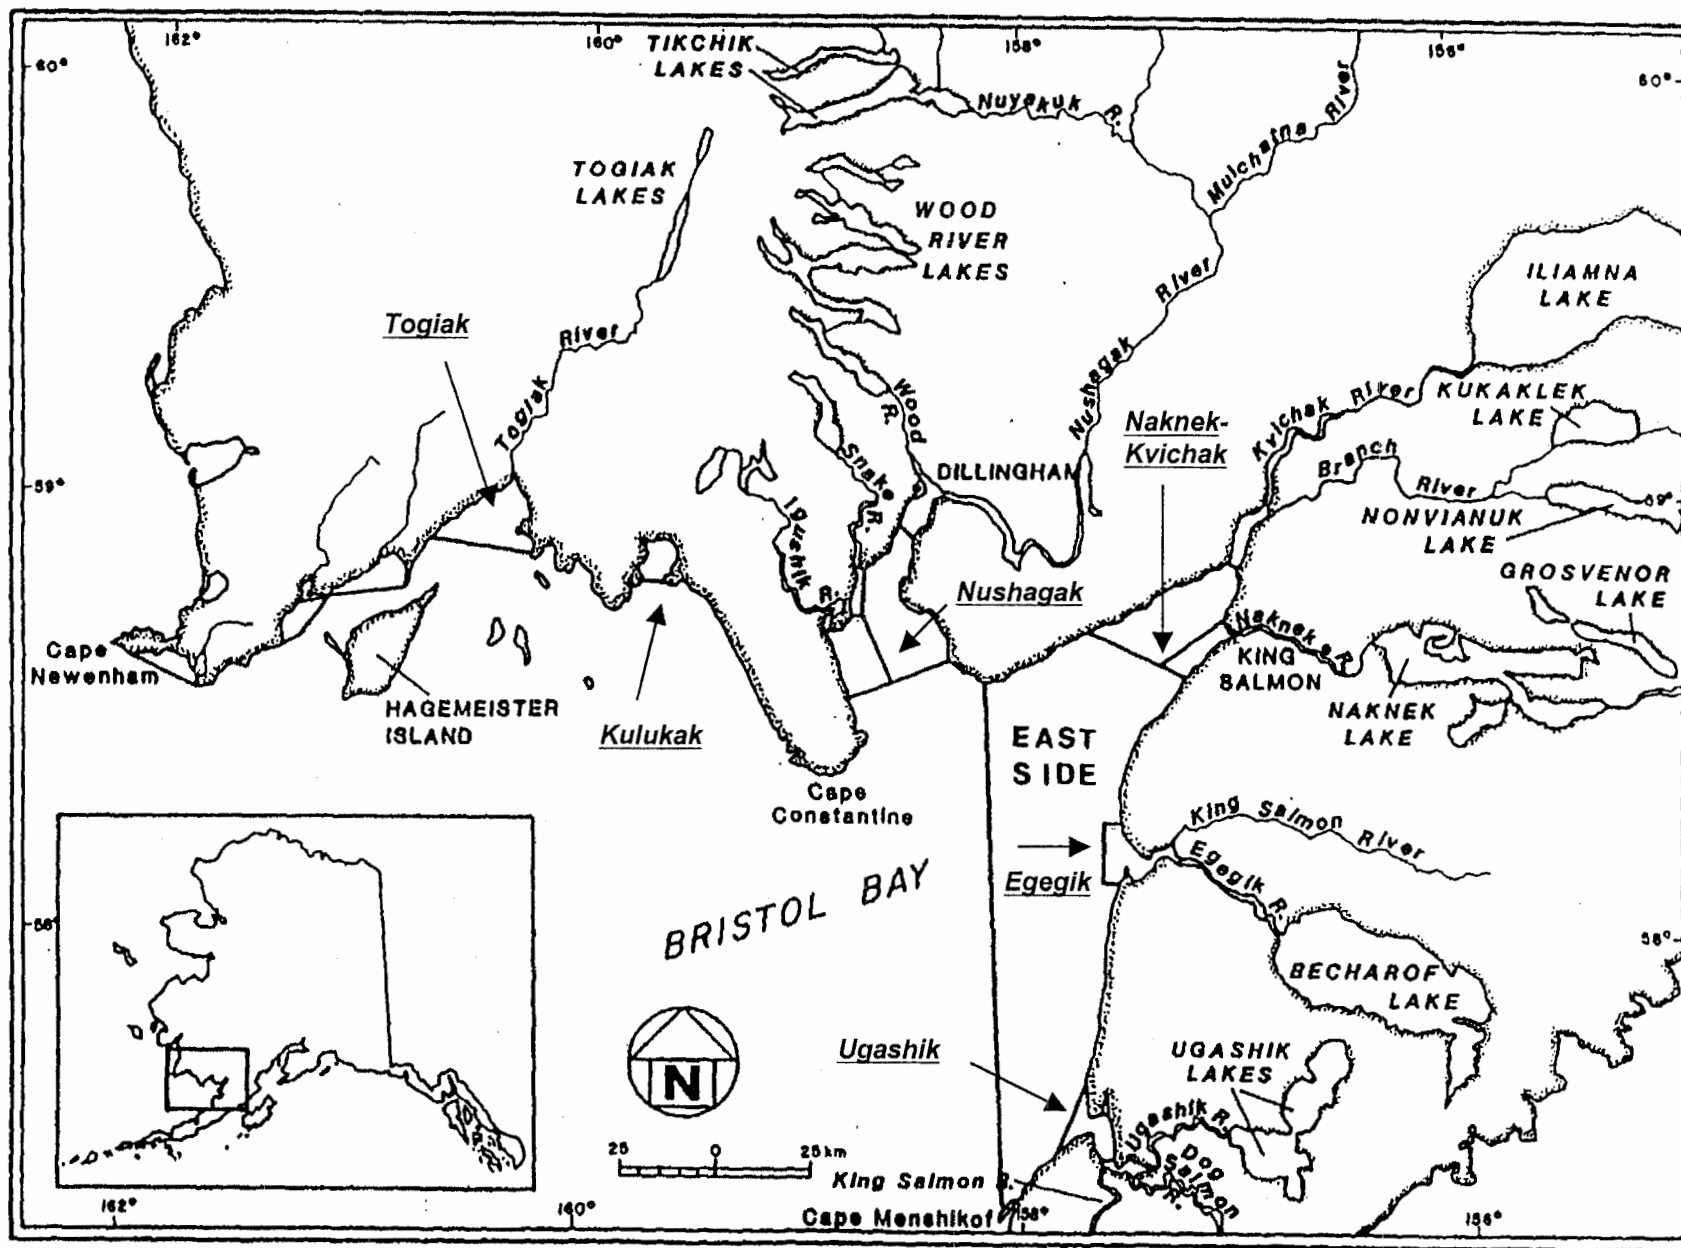 162°
160°
158°
156°
60°
60°
TIKCHIK
LAKES
Nuyakuk R.
Mulchatna River
TOGIAK
LAKES
WOOD
RIVER
LAKES
ILIAMNA
LAKE
Togiak
Togiak River
Nushagak River
Wood
R.
Naknek-
Kvichak
Kvichak River
KUKAKLEK
LAKE
Branch River
59°
59°
Snake R.
DILLINGHAM
Igushik R.
NONVIANUK
LAKE
GROSVENOR
LAKE
Nushagak
Naknek R.
KING
SALMON
Cape
Newenham
HAGEMEISTER
ISLAND
Kulukak
NAKNEK
LAKE
EAST
SIDE
Cape
Constantine
King Salmon River
Egegik
Egegik R.
BRISTOL BAY
58°
58°
BECHAROF
LAKE
Ugashik
UGASHIK
LAKES
N
Ugashik R.
Dog
Salmon
R.
25 0 25 km
King Salmon R.
Cape Menshikof
162°
160°
158°
156°